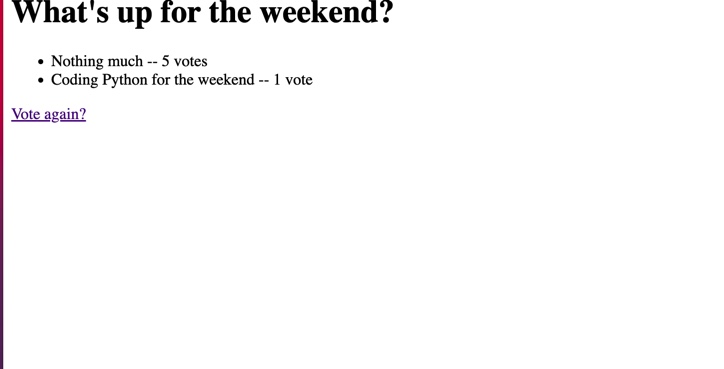 What's up for the weekend?
Nothing much -- 5 votes
Coding Python for the weekend -- 1 vote
Vote again?